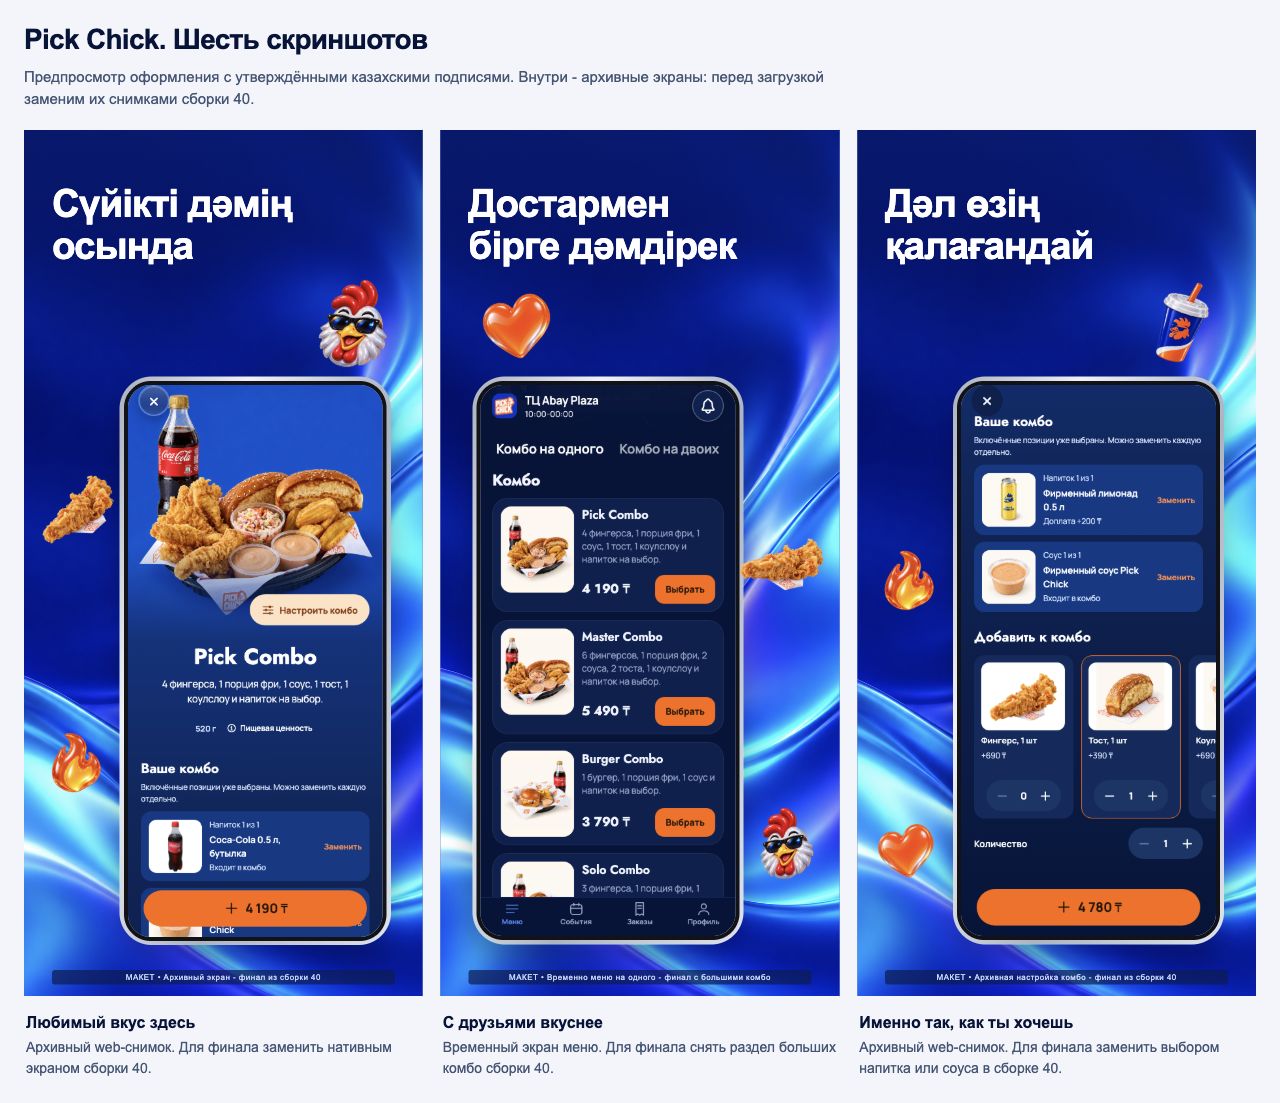 Pick Chick. Шесть скриншотов
Предпросмотр оформления с утверждёнными казахскими подписями. Внутри - архивные экраны: перед загрузкой
заменим их снимками сборки 40.
Сүйікті дәмің
осында
Coca-Cola
PICK CHICK
Настроить комбо
Pick Combo
4 фингерса, 1 порция фри, 1 соус, 1 тост, 1
коулслоу и напиток на выбор.
520 г
Пищевая ценность
Ваше комбо
Включённые позиции уже выбраны. Можно заменить каждую
отдельно.
Напиток 1 из 1
Coca-Cola 0.5 л,
бутылка
Входит в комбо
Заменить
+ 4 190 ₸
Chick
МАКЕТ • Архивный экран - финал из сборки 40
Любимый вкус здесь
Архивный web-снимок. Для финала заменить нативным
экраном сборки 40.
Достармен
бірге дәмдірек
PICK CHICK
ТЦ Abay Plaza
10:00-00:00
Комбо на одного
Комбо на двоих
Комбо
Pick Combo
4 фингерса, 1 порция фри, 1
соус, 1 тост, 1 коулслоу и
напиток на выбор.
4 190 ₸
Выбрать
Master Combo
6 фингерсов, 1 порция фри, 2
соуса, 2 тоста, 1 коулслоу и
напиток на выбор.
5 490 ₸
Выбрать
Burger Combo
1 бургер, 1 порция фри, 1 соус и
напиток на выбор.
3 790 ₸
Выбрать
Solo Combo
3 фингерса, 1 порция фри, 1
Меню
События
Заказы
Профиль
МАКЕТ • Временно меню на одного - финал с большими комбо
С друзьями вкуснее
Временный экран меню. Для финала снять раздел больших
комбо сборки 40.
Дәл өзің
қалағандай
Ваше комбо
Включённые позиции уже выбраны. Можно заменить каждую
отдельно.
Напиток 1 из 1
Фирменный лимонад
0.5 л
Доплата +200 ₸
Заменить
Соус 1 из 1
Фирменный соус Pick
Chick
Входит в комбо
Заменить
Добавить к комбо
Фингерс, 1 шт
+690 ₸
− 0 +
Тост, 1 шт
+390 ₸
− 1 +
Коул
+690
Количество
− 1 +
+ 4 780 ₸
МАКЕТ • Архивная настройка комбо - финал из сборки 40
Именно так, как ты хочешь
Архивный web-снимок. Для финала заменить выбором
напитка или соуса в сборке 40.